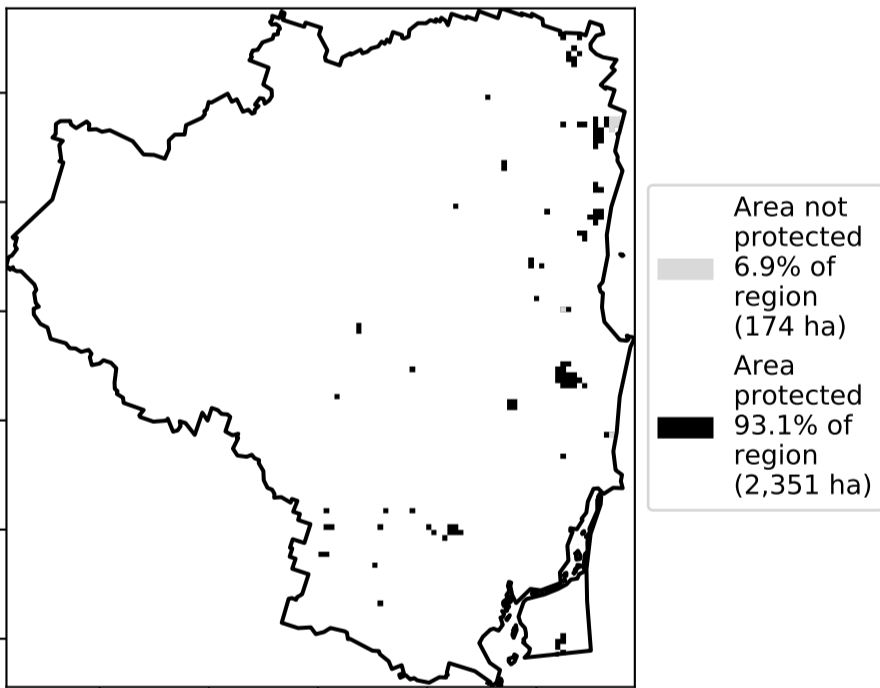 Area not
protected
6.9% of
region
(174 ha)
Area
protected
93.1% of
region
(2,351 ha)